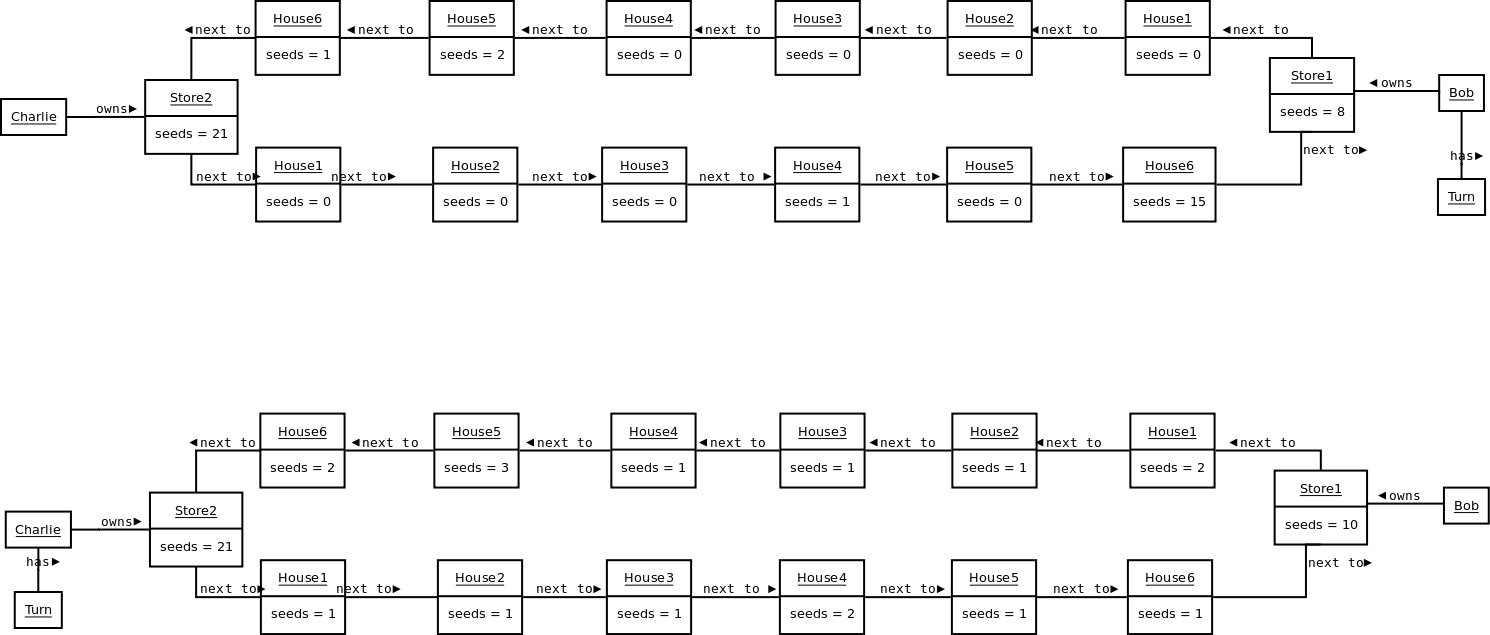 House6 House5 House4 House3 House2 House1
◄next to ◄next to ◄next to ◄next to ◄next to ◄next to ◄next to
seeds = 1 seeds = 2 seeds = 0 seeds = 0 seeds = 0 seeds = 0
Store2 Store1
◄owns Bob
Charlie owns► seeds = 21 seeds = 8
next to►
House1 House2 House3 House4 House5 House6
has►
next to► next to► next to► next to ► next to► next to►
seeds = 0 seeds = 0 seeds = 0 seeds = 1 seeds = 0 seeds = 15 Turn
House6 House5 House4 House3 House2 House1
◄next to ◄next to ◄next to ◄next to ◄next to ◄next to ◄next to
seeds = 2 seeds = 3 seeds = 1 seeds = 1 seeds = 1 seeds = 2
Store2 Store1
◄owns Bob
Charlie owns► seeds = 21 seeds = 10
has► next to►
House1 House2 House3 House4 House5 House6
next to► next to► next to► next to ► next to► next to►
Turn seeds = 1 seeds = 1 seeds = 1 seeds = 2 seeds = 1 seeds = 1